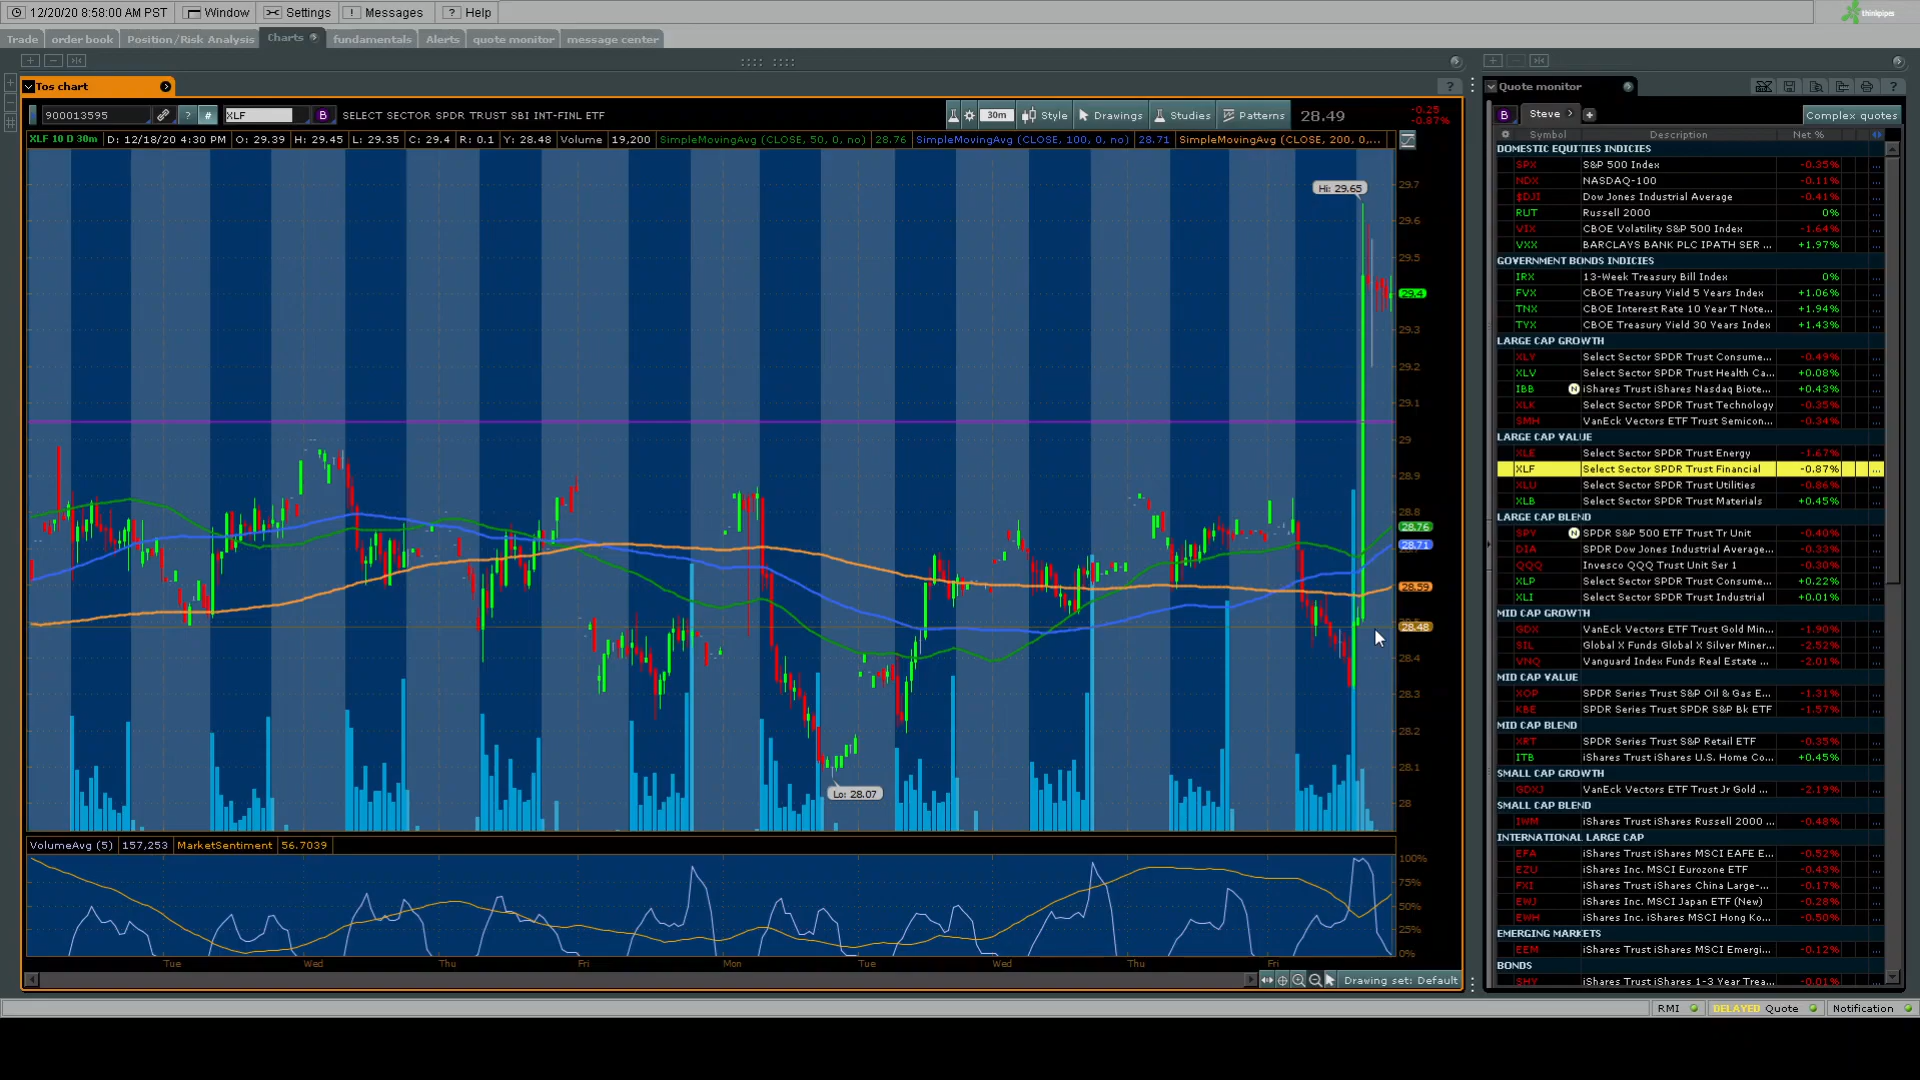 12/20/20 8:58:00 AM PST Window Settings Messages Help thinkpipes
Trade order book Position/Risk Analysis Charts fundamentals Alerts quote monitor message center
Tos chart
900013595 ? # XLF B SELECT SECTOR SPDR TRUST SBI INT-FINL ETF 30m Style Drawings Studies Patterns 28.49 -0.25 -0.87%
XLF 10 D 30m D: 12/18/20 4:30 PM O: 29.39 H: 29.45 L: 29.35 C: 29.4 R: 0.1 Y: 28.48 Volume 19,200 SimpleMovingAvg (CLOSE, 50, 0, no) 28.76 SimpleMovingAvg (CLOSE, 100, 0, no) 28.71 SimpleMovingAvg (CLOSE, 200, 0,...
Hi: 29.65
29.7
29.6
29.5
29.4
29.3
29.2
29.1
29
28.9
28.8
28.76
28.71
28.59
28.48
28.4
28.3
28.2
28.1
28
Lo: 28.07
VolumeAvg (5) 157,253 MarketSentiment 56.7039
100%
75%
50%
25%
0%
Tue Wed Thu Fri Mon Tue Wed Thu Fri
Drawing set: Default
Quote monitor ?
B Steve Complex quotes
Symbol Description Net %
DOMESTIC EQUITIES INDICIES
SPX S&P 500 Index -0.35%
NDX NASDAQ-100 -0.11%
$DJI Dow Jones Industrial Average -0.41%
RUT Russell 2000 0%
VIX CBOE Volatility S&P 500 Index -1.64%
VXX BARCLAYS BANK PLC IPATH SER ... +1.97%
GOVERNMENT BONDS INDICIES
IRX 13-Week Treasury Bill Index 0%
FVX CBOE Treasury Yield 5 Years Index +1.06%
TNX CBOE Interest Rate 10 Year T Note... +1.94%
TYX CBOE Treasury Yield 30 Years Index +1.43%
LARGE CAP GROWTH
XLY Select Sector SPDR Trust Consume... -0.49%
XLV Select Sector SPDR Trust Health Ca... +0.08%
IBB N iShares Trust iShares Nasdaq Biote... +0.43%
XLK Select Sector SPDR Trust Technology -0.35%
SMH VanEck Vectors ETF Trust Semicon... -0.34%
LARGE CAP VALUE
XLE Select Sector SPDR Trust Energy -1.67%
XLF Select Sector SPDR Trust Financial -0.87%
XLU Select Sector SPDR Trust Utilities -0.86%
XLB Select Sector SPDR Trust Materials +0.45%
LARGE CAP BLEND
SPY N SPDR S&P 500 ETF Trust Tr Unit -0.40%
DIA SPDR Dow Jones Industrial Average... -0.33%
QQQ Invesco QQQ Trust Unit Ser 1 -0.30%
XLP Select Sector SPDR Trust Consume... +0.22%
XLI Select Sector SPDR Trust Industrial +0.01%
MID CAP GROWTH
GDX VanEck Vectors ETF Trust Gold Min... -1.90%
SIL Global X Funds Global X Silver Miner... -2.52%
VNQ Vanguard Index Funds Real Estate ... -2.01%
MID CAP VALUE
XOP SPDR Series Trust S&P Oil & Gas E... -1.31%
KBE SPDR Series Trust SPDR S&P Bk ETF -1.57%
MID CAP BLEND
XRT SPDR Series Trust S&P Retail ETF -0.35%
ITB iShares Trust iShares U.S. Home Co... +0.45%
SMALL CAP GROWTH
GDXJ VanEck Vectors ETF Trust Jr Gold ... -2.19%
SMALL CAP BLEND
IWM iShares Trust iShares Russell 2000 ... -0.48%
INTERNATIONAL LARGE CAP
EFA iShares Trust iShares MSCI EAFE E... -0.52%
EZU iShares Inc. MSCI Eurozone ETF -0.43%
FXI iShares Trust iShares China Large-... -0.17%
EWJ iShares Inc. MSCI Japan ETF (New) -0.28%
EWH iShares Inc. iShares MSCI Hong Ko... -0.50%
EMERGING MARKETS
EEM iShares Trust iShares MSCI Emergi... -0.12%
BONDS
SHY iShares Trust iShares 1-3 Year Trea... -0.01%
RMI DELAYED Quote Notification